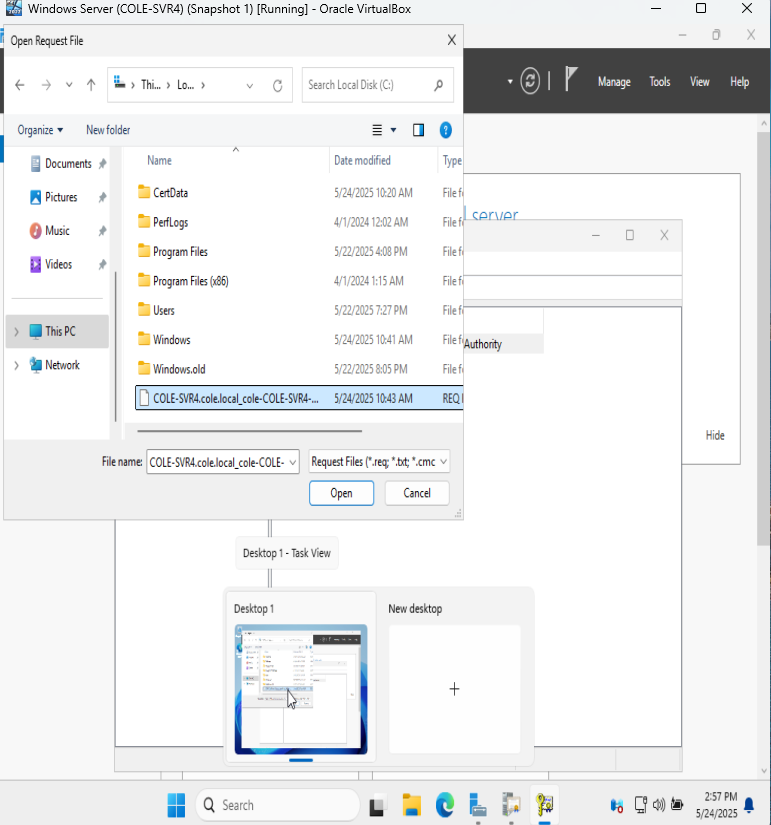 Windows Server (COLE-SVR4) (Snapshot 1) [Running] - Oracle VirtualBox
Open Request File
Thi... Lo...
Search Local Disk (C:)
Manage Tools View Help
Organize New folder
Documents
Pictures
Music
Videos
This PC
Network
Name Date modified Type
CertData 5/24/2025 10:20 AM File f
PerfLogs 4/1/2024 12:02 AM File f
Program Files 5/22/2025 4:08 PM File f
Program Files (x86) 4/1/2024 1:15 AM File f
Users 5/22/2025 7:27 PM File f
Windows 5/24/2025 10:41 AM File f
Windows.old 5/22/2025 8:05 PM File f
COLE-SVR4.cole.local_cole-COLE-SVR4-... 5/24/2025 10:43 AM REQ
l server
Authority
Hide
File name: COLE-SVR4.cole.local_cole-COLE- Request Files (*.req; *.txt; *.cmc
Open Cancel
Desktop 1 - Task View
Desktop 1 New desktop
Search
2:57 PM
5/24/2025